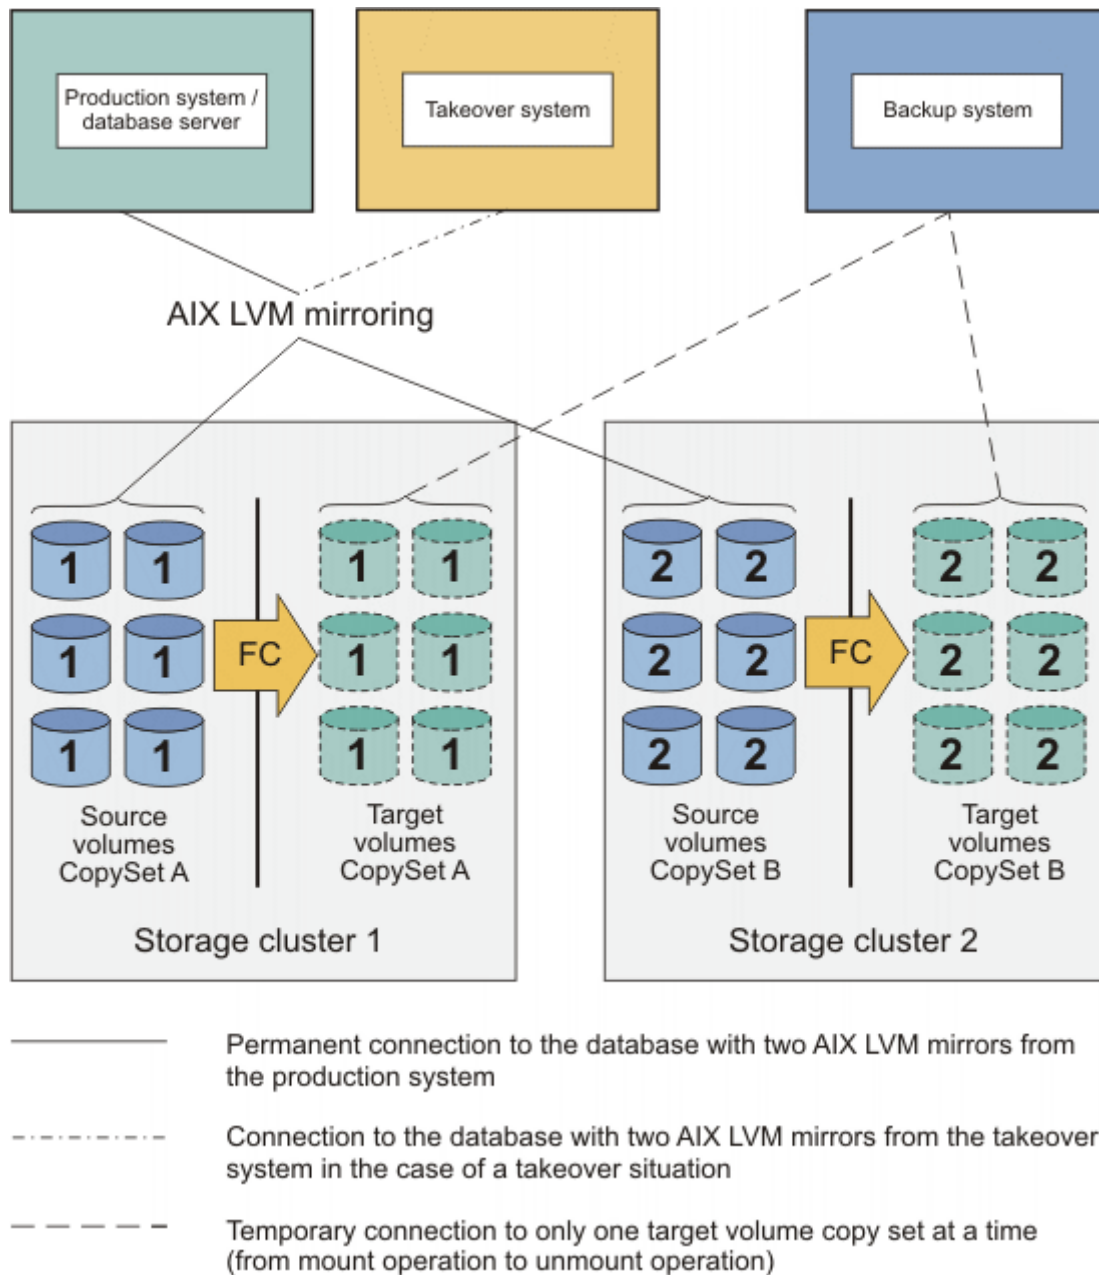 Production system /
database server
Takeover system
Backup system
AIX LVM mirroring
1 1 1 1 2 2 2 2
1 1 FC 1 1 2 2 FC 2 2
1 1 1 1 2 2 2 2
Source
volumes
CopySet A
Target
volumes
CopySet A
Source
volumes
CopySet B
Target
volumes
CopySet B
Storage cluster 1
Storage cluster 2
Permanent connection to the database with two AIX LVM mirrors from
the production system
Connection to the database with two AIX LVM mirrors from the takeover
system in the case of a takeover situation
Temporary connection to only one target volume copy set at a time
(from mount operation to unmount operation)